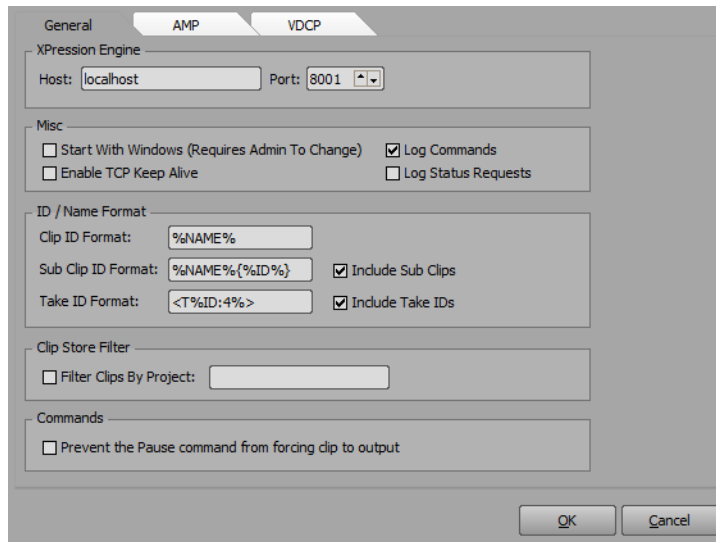 General AMP VDCP
XPression Engine
Host: localhost Port: 8001
Misc
Start With Windows (Requires Admin To Change) Log Commands
Enable TCP Keep Alive Log Status Requests
ID / Name Format
Clip ID Format: %NAME%
Sub Clip ID Format: %NAME%{%ID%} Include Sub Clips
Take ID Format: <T%ID:4%> Include Take IDs
Clip Store Filter
Filter Clips By Project:
Commands
Prevent the Pause command from forcing clip to output
OK Cancel